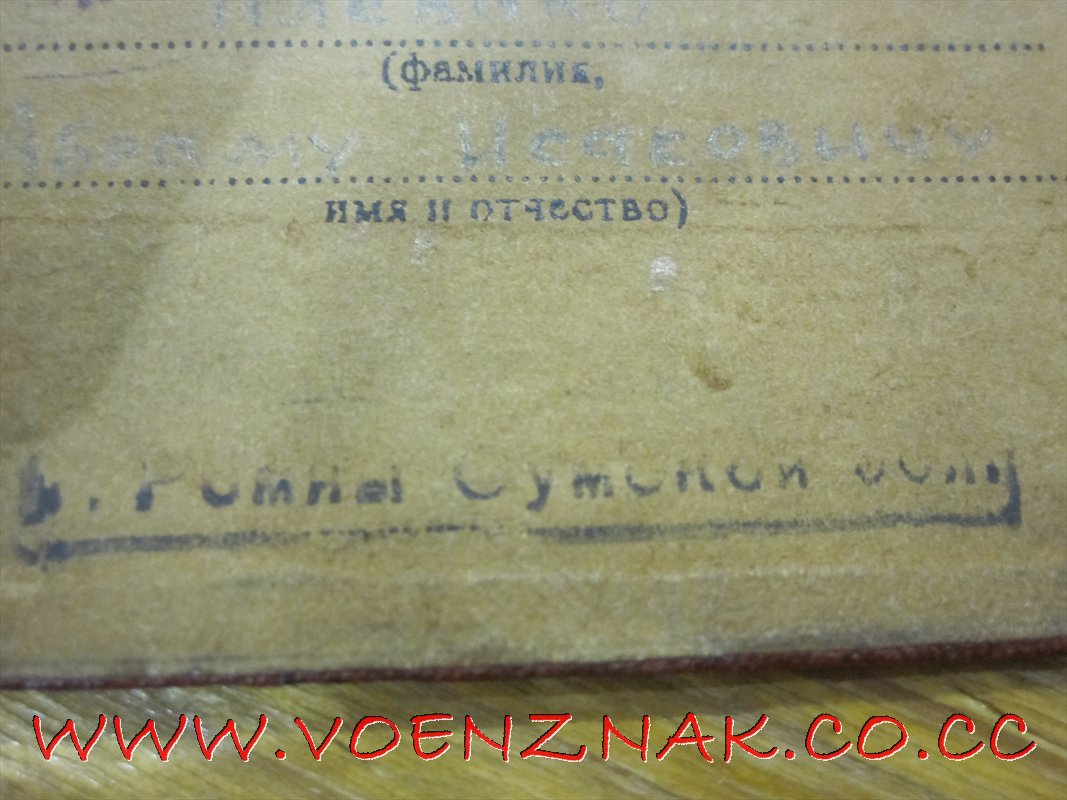 (фамилия,
Абраму Исаковичу
имя и отчество)
г. Ромны Сумской обл.
WWW.VOENZNAK.CO.CC